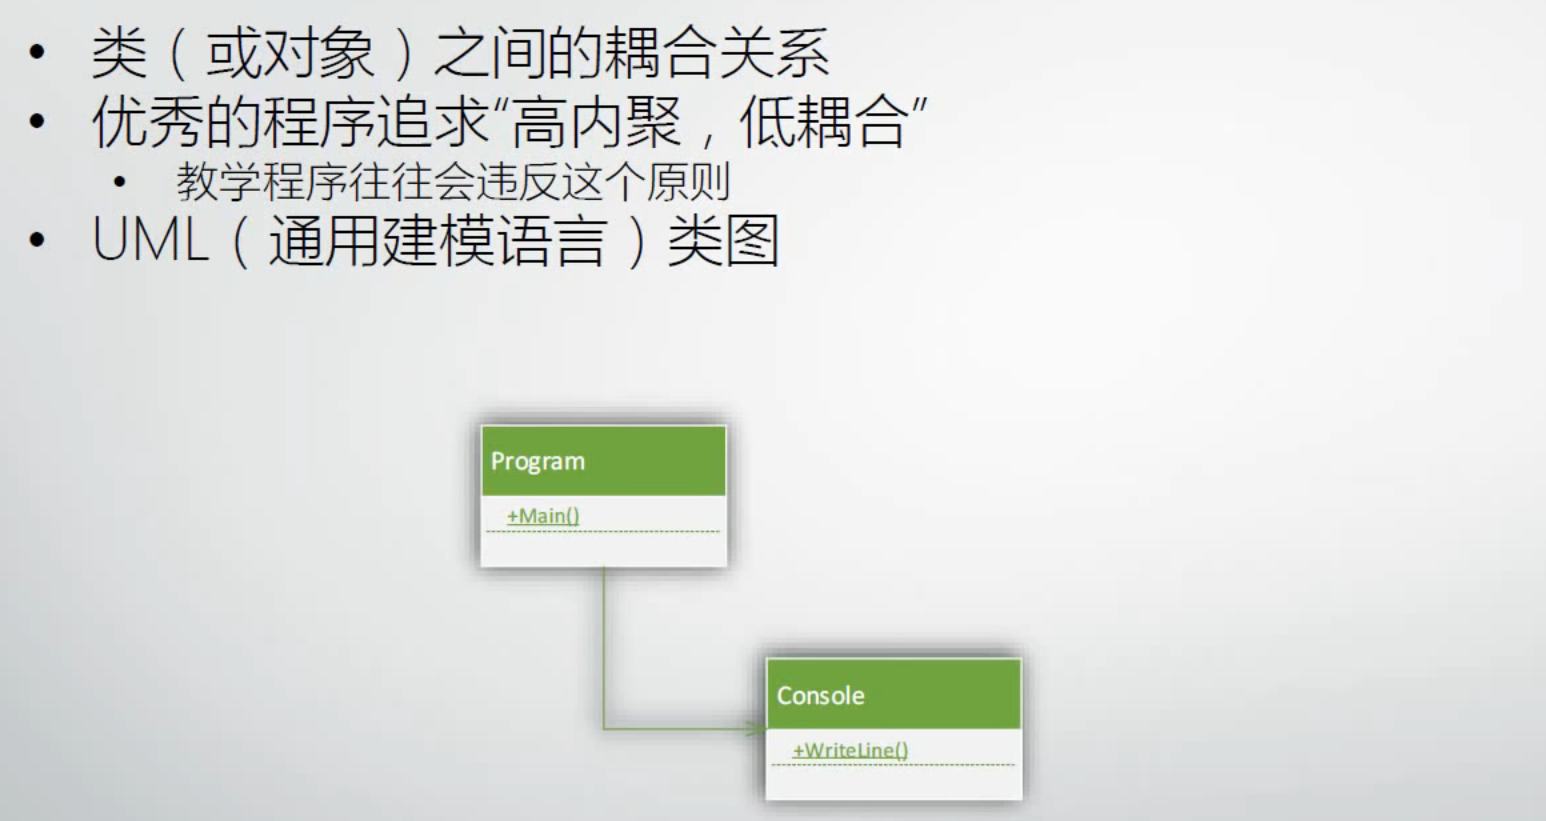 • 类（或对象）之间的耦合关系
• 优秀的程序追求“高内聚，低耦合”
• 教学程序往往会违反这个原则
• UML（通用建模语言）类图
Program
+Main()
Console
+WriteLine()